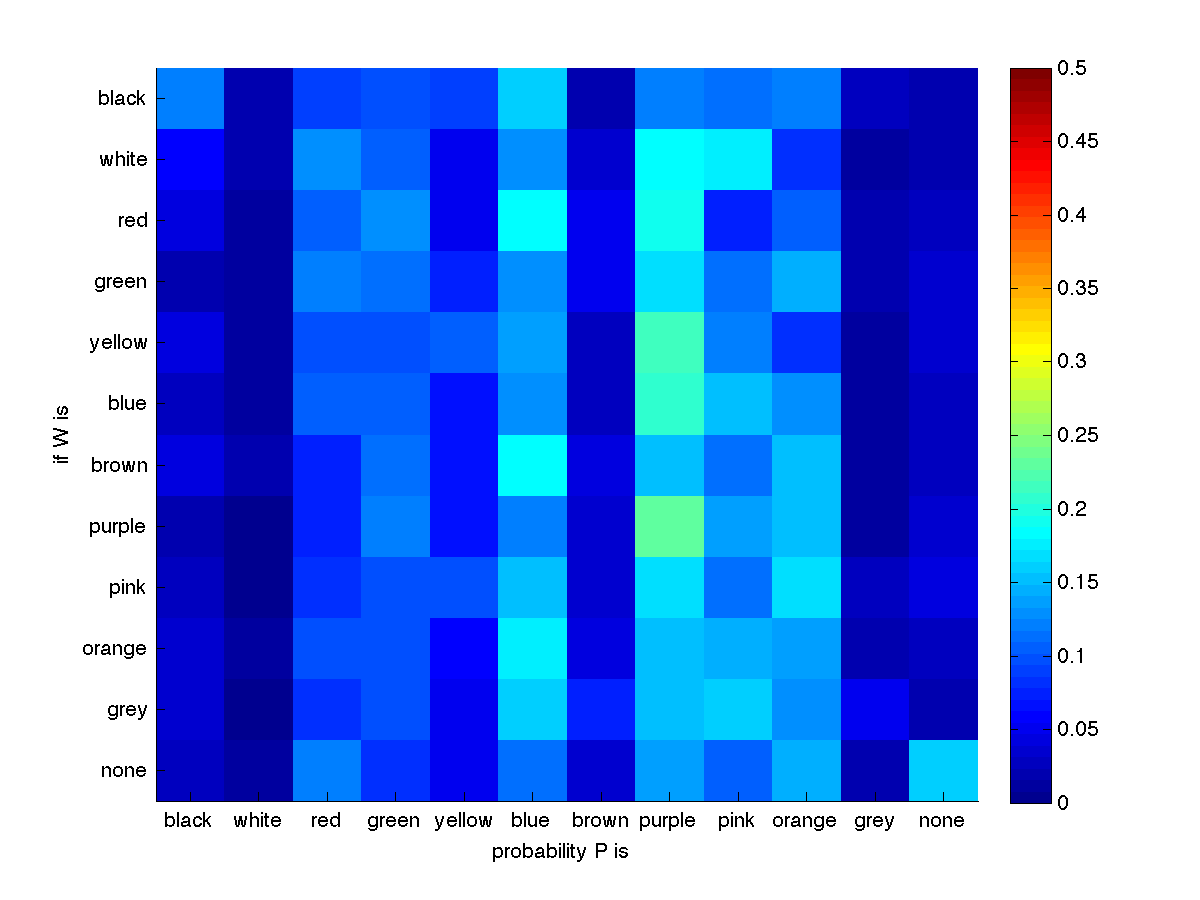 black
white
red
green
yellow
blue
brown
purple
pink
orange
grey
none
if W is
black white red green yellow blue brown purple pink orange grey none
probability P is
0.5
0.45
0.4
0.35
0.3
0.25
0.2
0.15
0.1
0.05
0